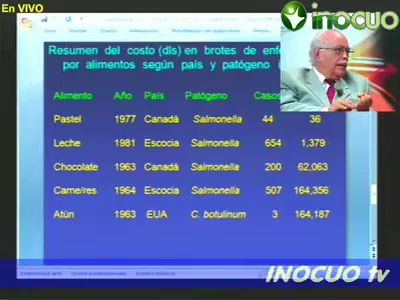 En VIVO
inocuo
Resumen del costo (dls) en brotes de enfe
por alimentos según país y patógeno
Alimento Año País Patógeno Casos
Pastel 1977 Canadá Salmonella 44 36
Leche 1981 Escocia Salmonella 654 1,379
Chocolate 1963 Canadá Salmonella 200 62,063
Carne/res 1964 Escocia Salmonella 507 164,356
Atún 1963 EUA C. botulinum 3 164,187
INOCUO tv